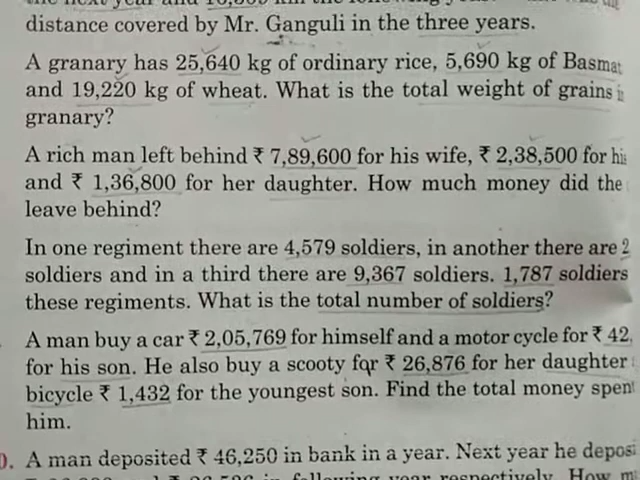 distance covered by Mr. Ganguli in the three years.
A granary has 25,640 kg of ordinary rice, 5,690 kg of
and 19,220 kg of wheat. What is the total weight of grains
granary?
A rich man left behind ₹ 7,89,600 for his wife, ₹ 2,38,500 for
and ₹ 1,36,800 for her daughter. How much money did the
leave behind?
In one regiment there are 4,579 soldiers, in another there are
soldiers and in a third there are 9,367 soldiers. 1,787 soldiers
these regiments. What is the total number of soldiers?
A man buy a car ₹ 2,05,769 for himself and a motor cycle for ₹ 42,
for his son. He also buy a scooty for ₹ 26,876 for her daughter
bicycle ₹ 1,432 for the youngest son. Find the total money spent
him.
A man deposited ₹ 46,250 in bank in a year. Next year he
in following year respectively. How